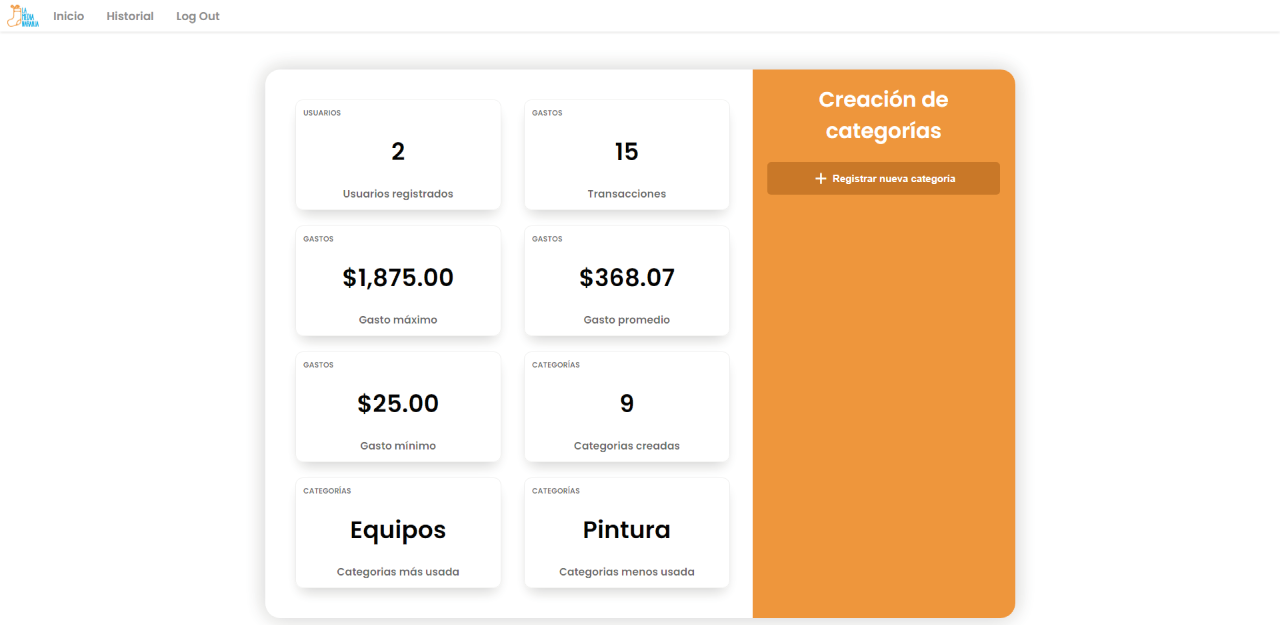 LA
MEDIA
NARANJA
Inicio
Historial
Log Out
USUARIOS
2
Usuarios registrados
GASTOS
15
Transacciones
GASTOS
$1,875.00
Gasto máximo
GASTOS
$368.07
Gasto promedio
GASTOS
$25.00
Gasto mínimo
CATEGORÍAS
9
Categorias creadas
CATEGORÍAS
Equipos
Categorias más usada
CATEGORÍAS
Pintura
Categorias menos usada
Creación de
categorías
Registrar nueva categoria